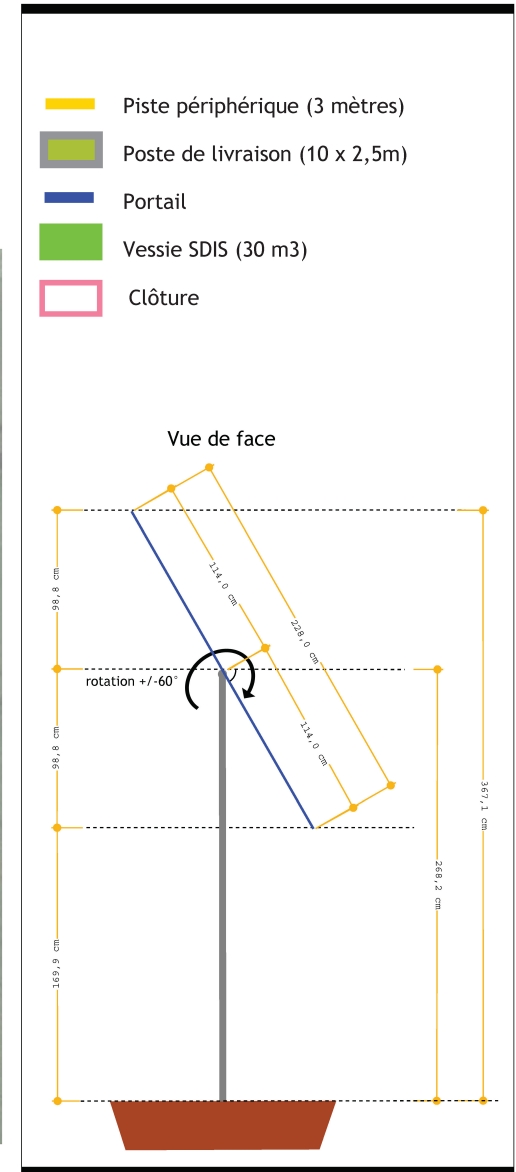 Piste périphérique (3 mètres)
Poste de livraison (10 x 2,5m)
Portail
Vessie SDIS (30 m3)
Clôture
Vue de face
98,8 cm
114,0 cm
228,0 cm
rotation +/-60°
98,8 cm
114,0 cm
367,1 cm
268,2 cm
169,9 cm